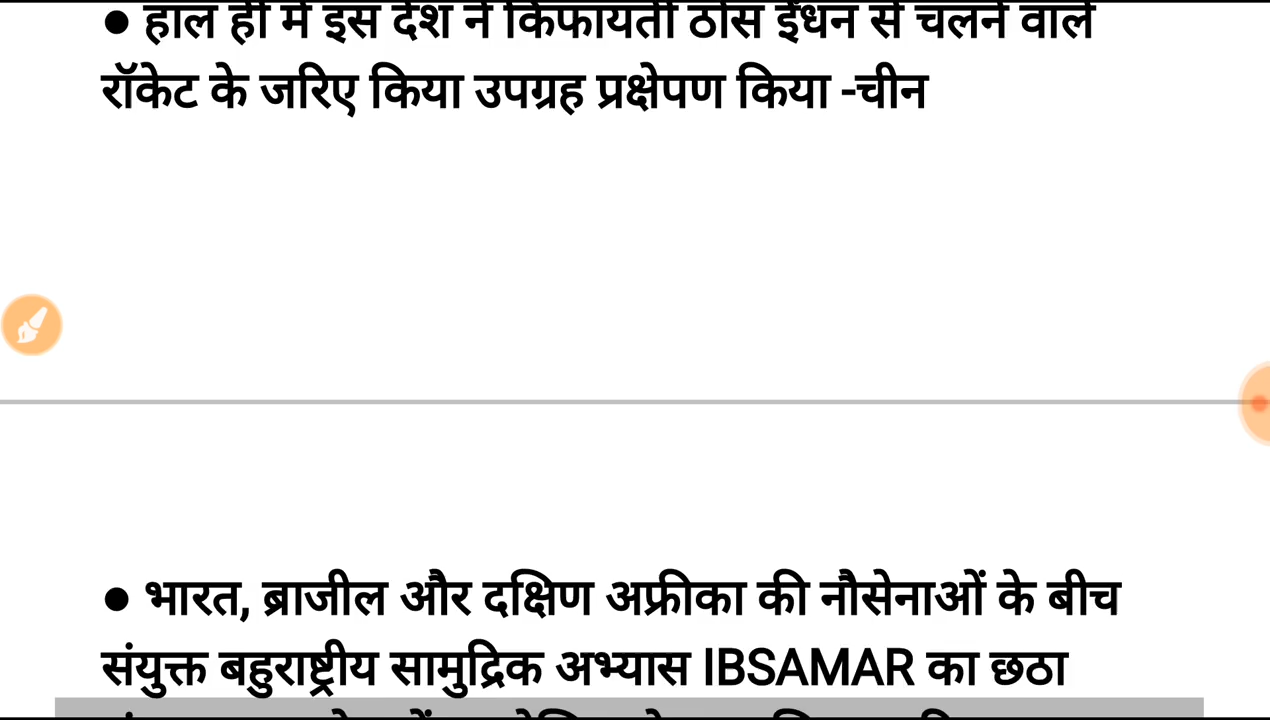 ● हाल ही में इस देश ने किफायती ठोस ईंधन से चलने वाले
रॉकेट के जरिए किया उपग्रह प्रक्षेपण किया -चीन
● भारत, ब्राजील और दक्षिण अफ्रीका की नौसेनाओं के बीच
संयुक्त बहुराष्ट्रीय सामुद्रिक अभ्यास IBSAMAR का छठा